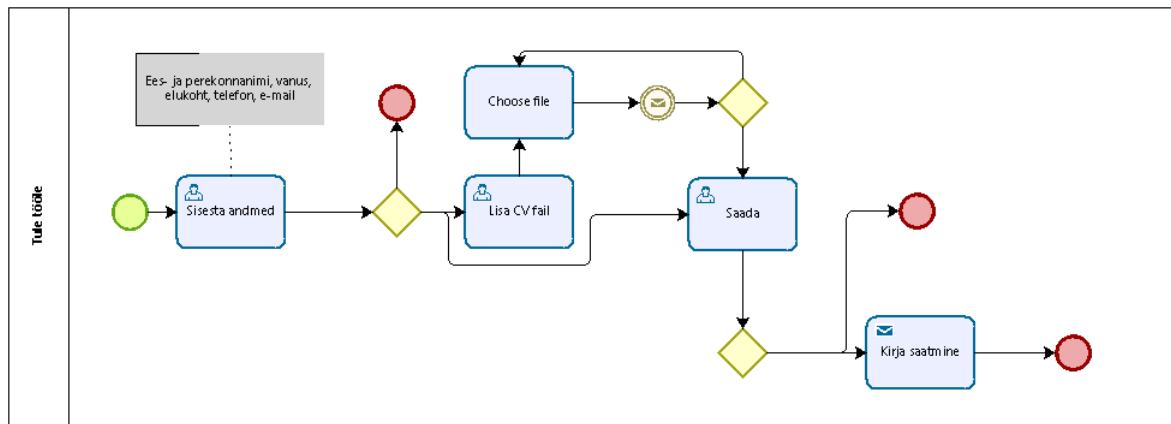 Tule tööle
Ees- ja perekonnanimi, vanus,
elukoht, telefon, e-mail
Choose file
Sisesta andmed
Lisa CV fail
Saada
Kirja saatmine